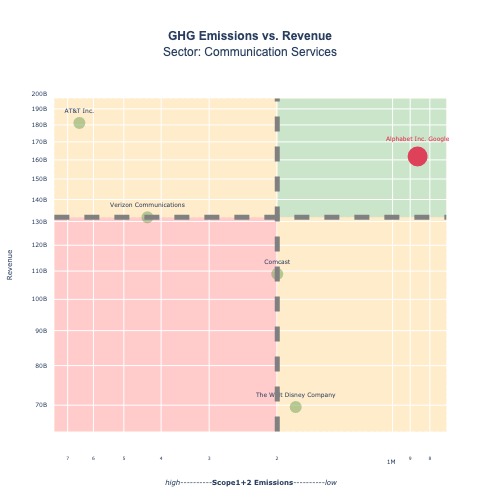 GHG Emissions vs. Revenue
Sector: Communication Services
200B
190B
180B
170B
160B
150B
140B
130B
120B
110B
100B
90B
80B
70B
Revenue
AT&T Inc.
Alphabet Inc. Google
Verizon Communications
Comcast
The Walt Disney Company
7 6 5 4 3 2 1M 9 8
high----------Scope1+2 Emissions----------low